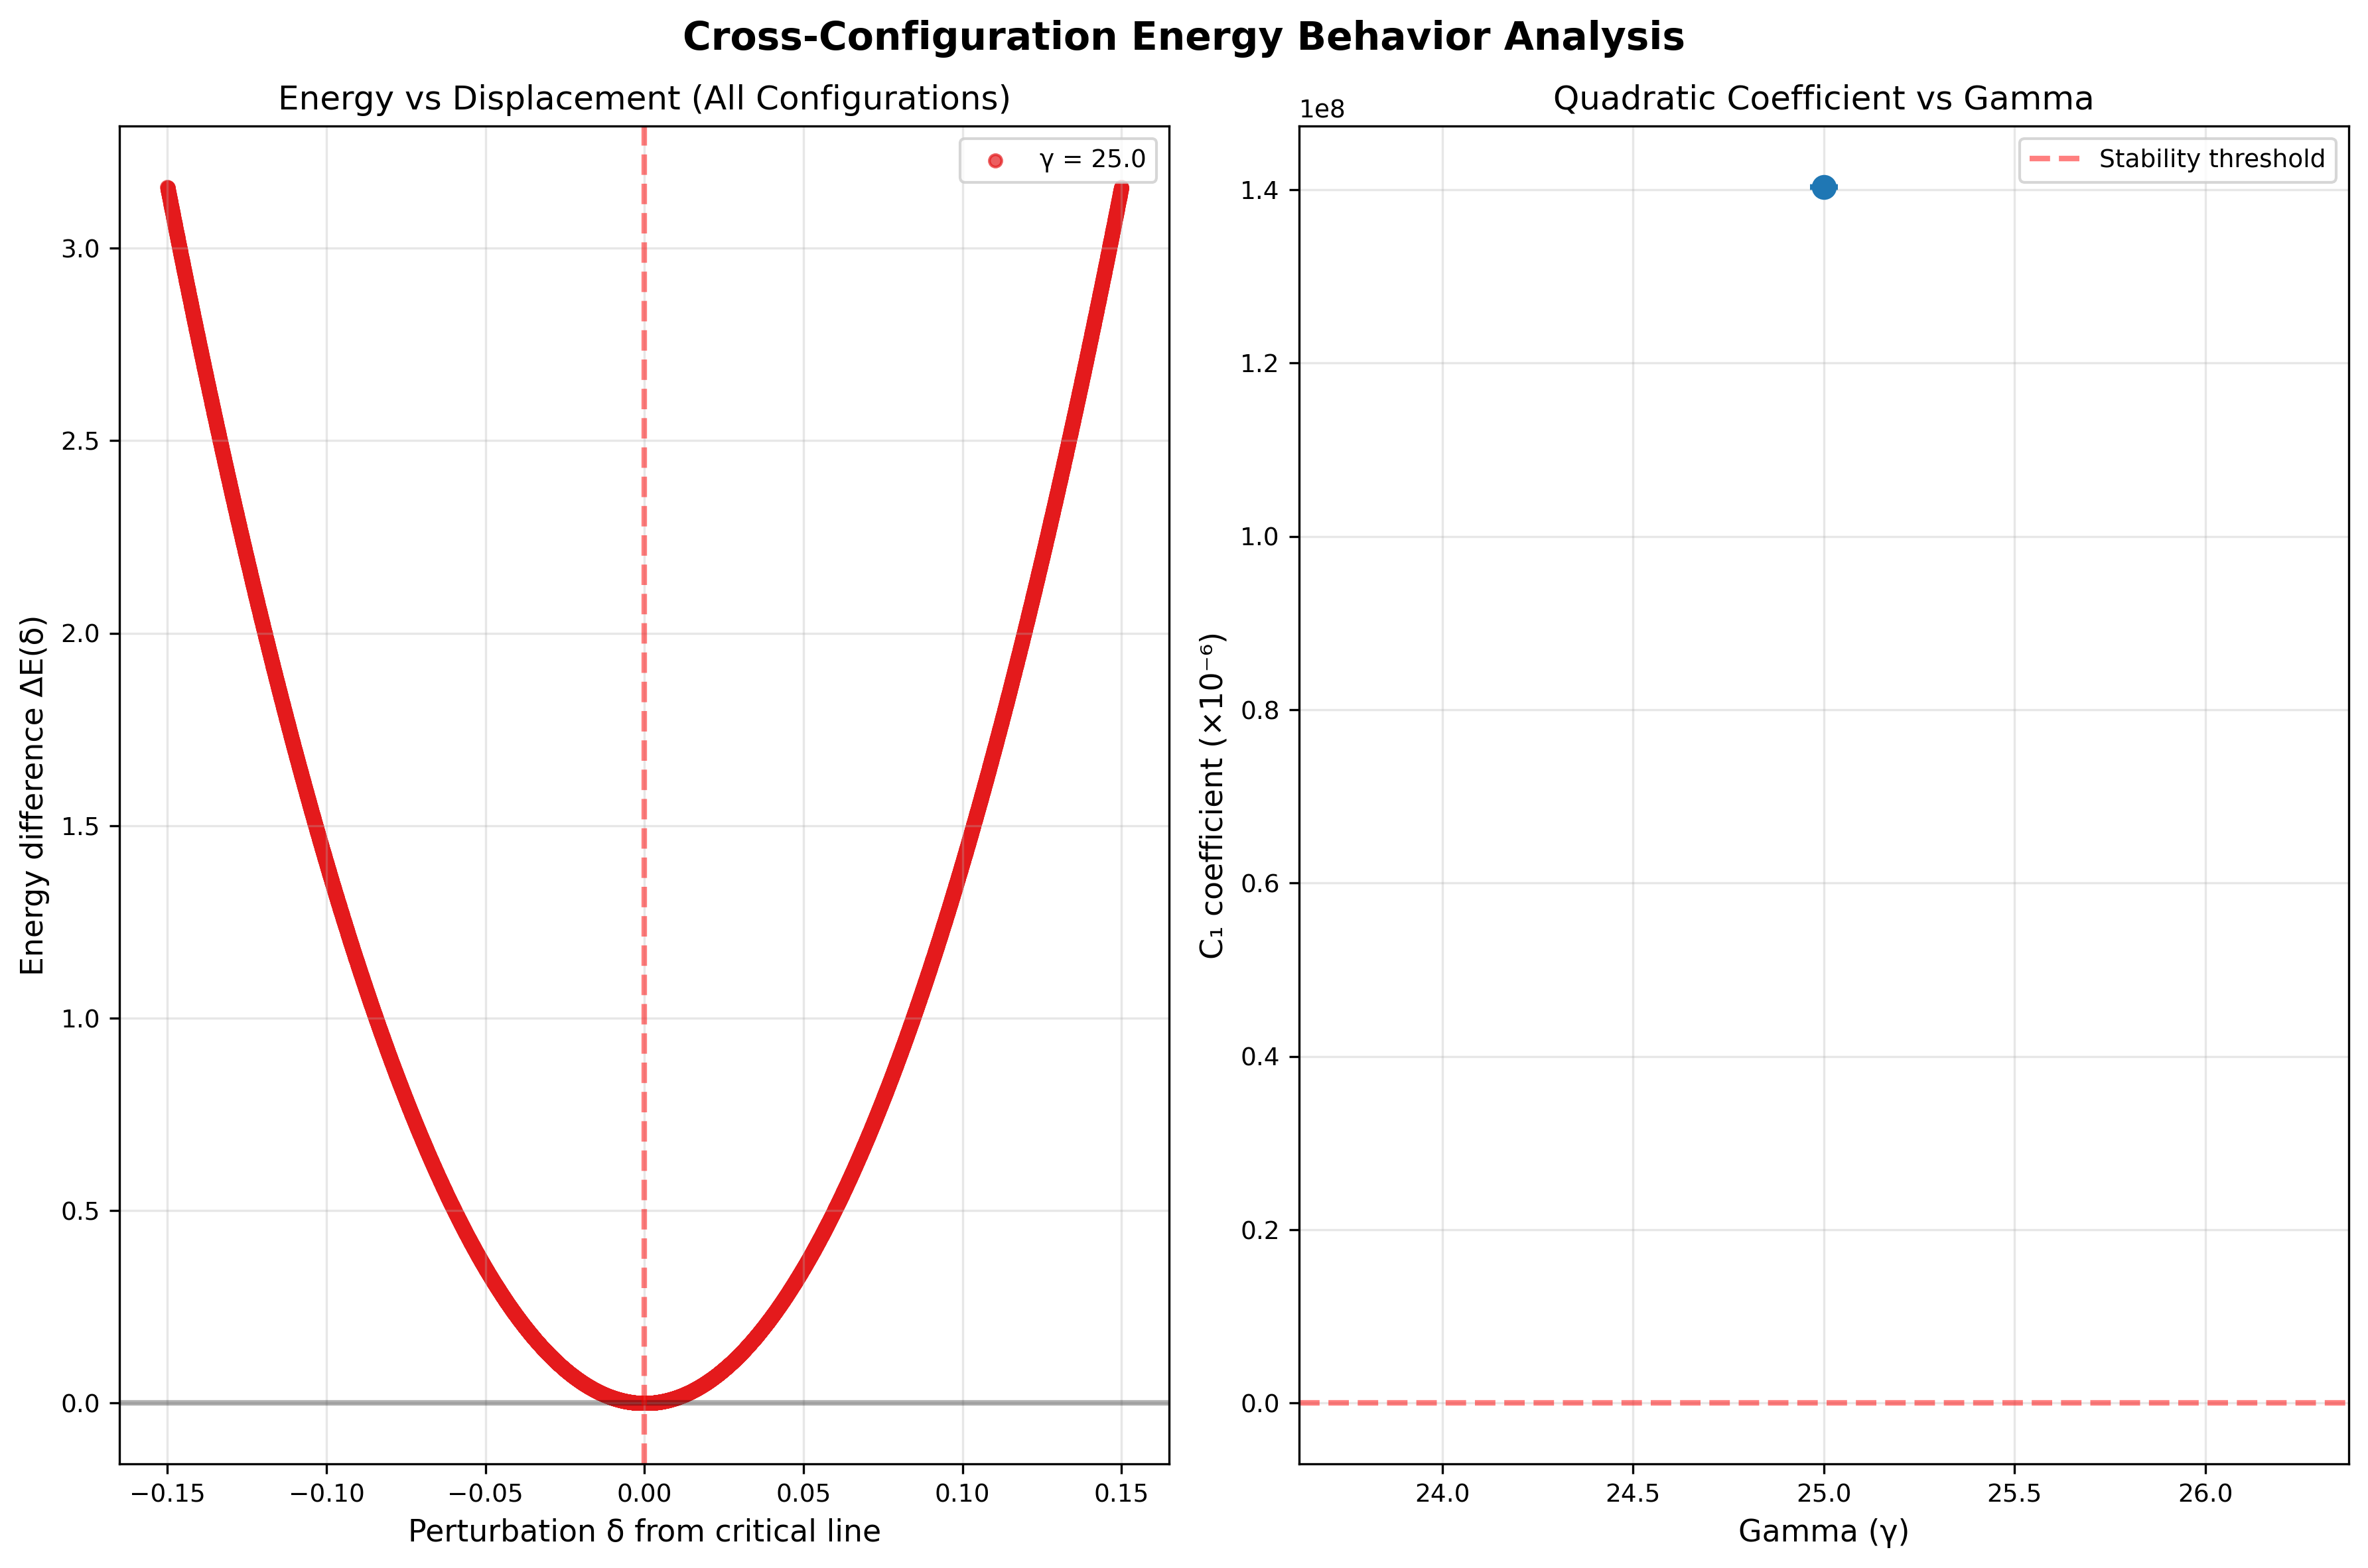 Cross-Configuration Energy Behavior Analysis
Energy vs Displacement (All Configurations)
γ = 25.0
3.0
2.5
2.0
1.5
1.0
0.5
0.0
Energy difference ΔE(δ)
−0.15
−0.10
−0.05
0.00
0.05
0.10
0.15
Perturbation δ from critical line
Quadratic Coefficient vs Gamma
1e8
Stability threshold
1.4
1.2
1.0
0.8
0.6
0.4
0.2
0.0
C₁ coefficient (×10⁻⁶)
24.0
24.5
25.0
25.5
26.0
Gamma (γ)